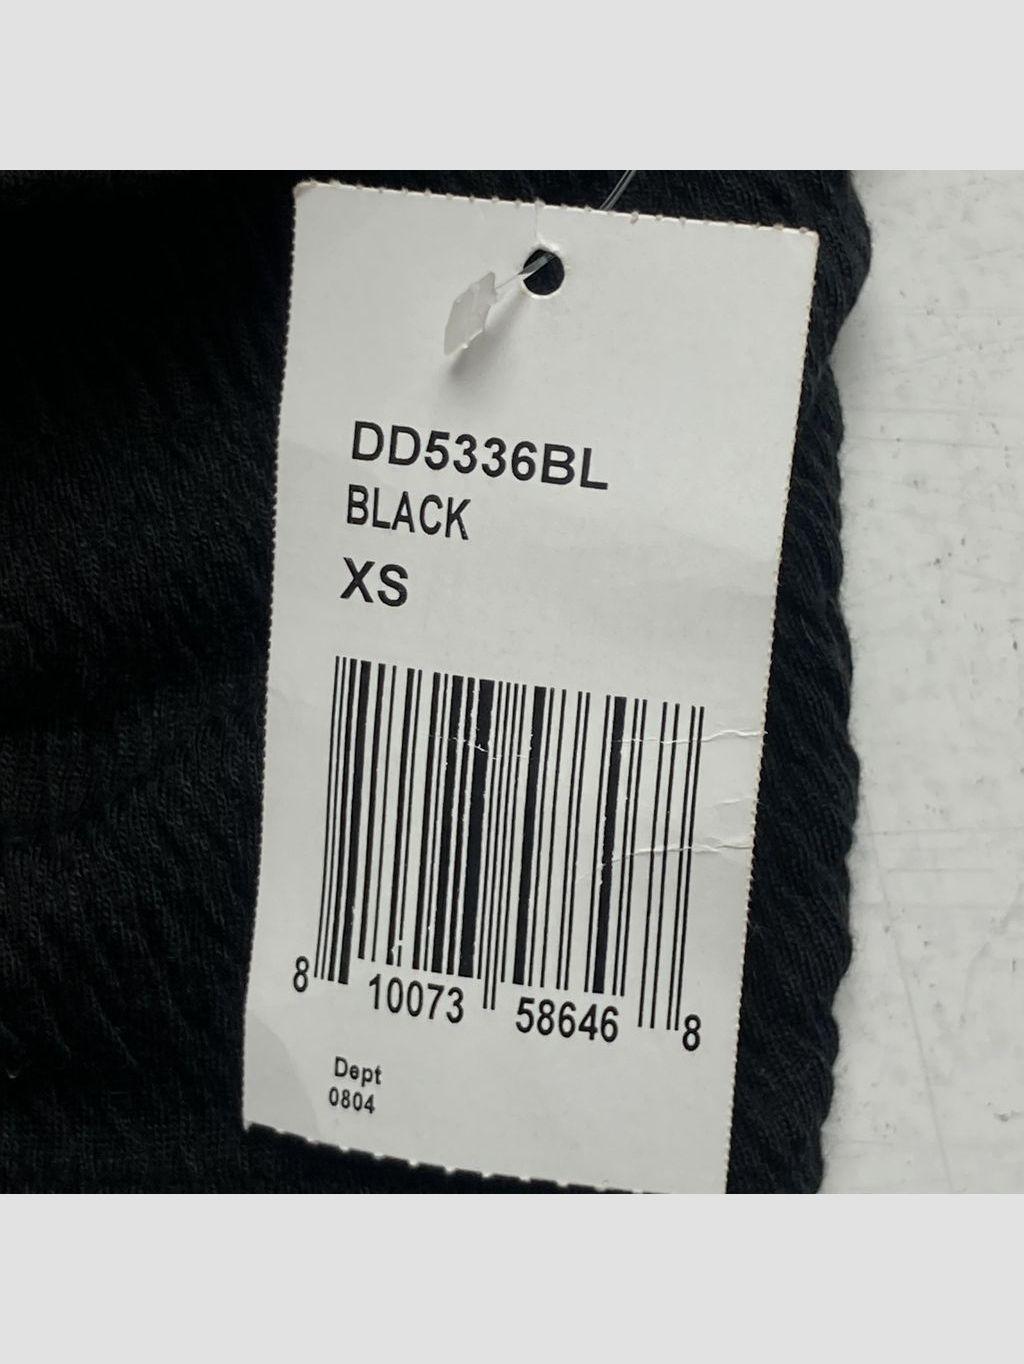 DD5336BL
BLACK
XS
8 10073 58646 8
Dept
0804